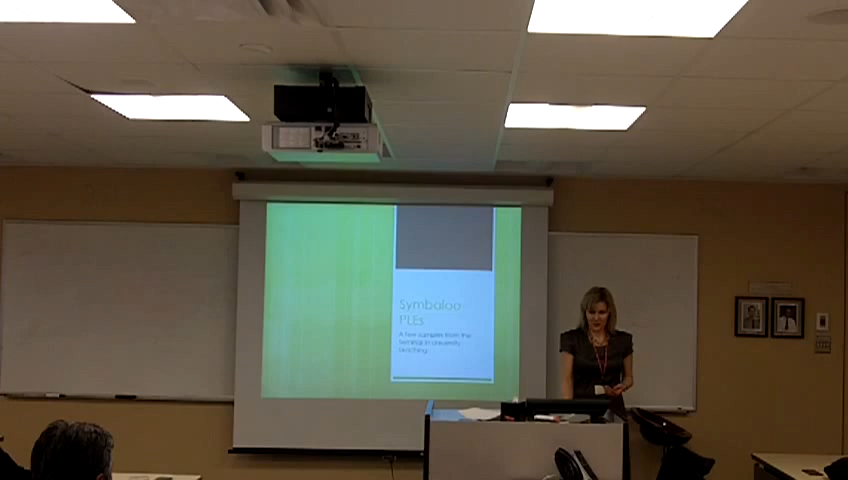 Symbaloo
PLEs
A few samples from the
seminar in University
teaching